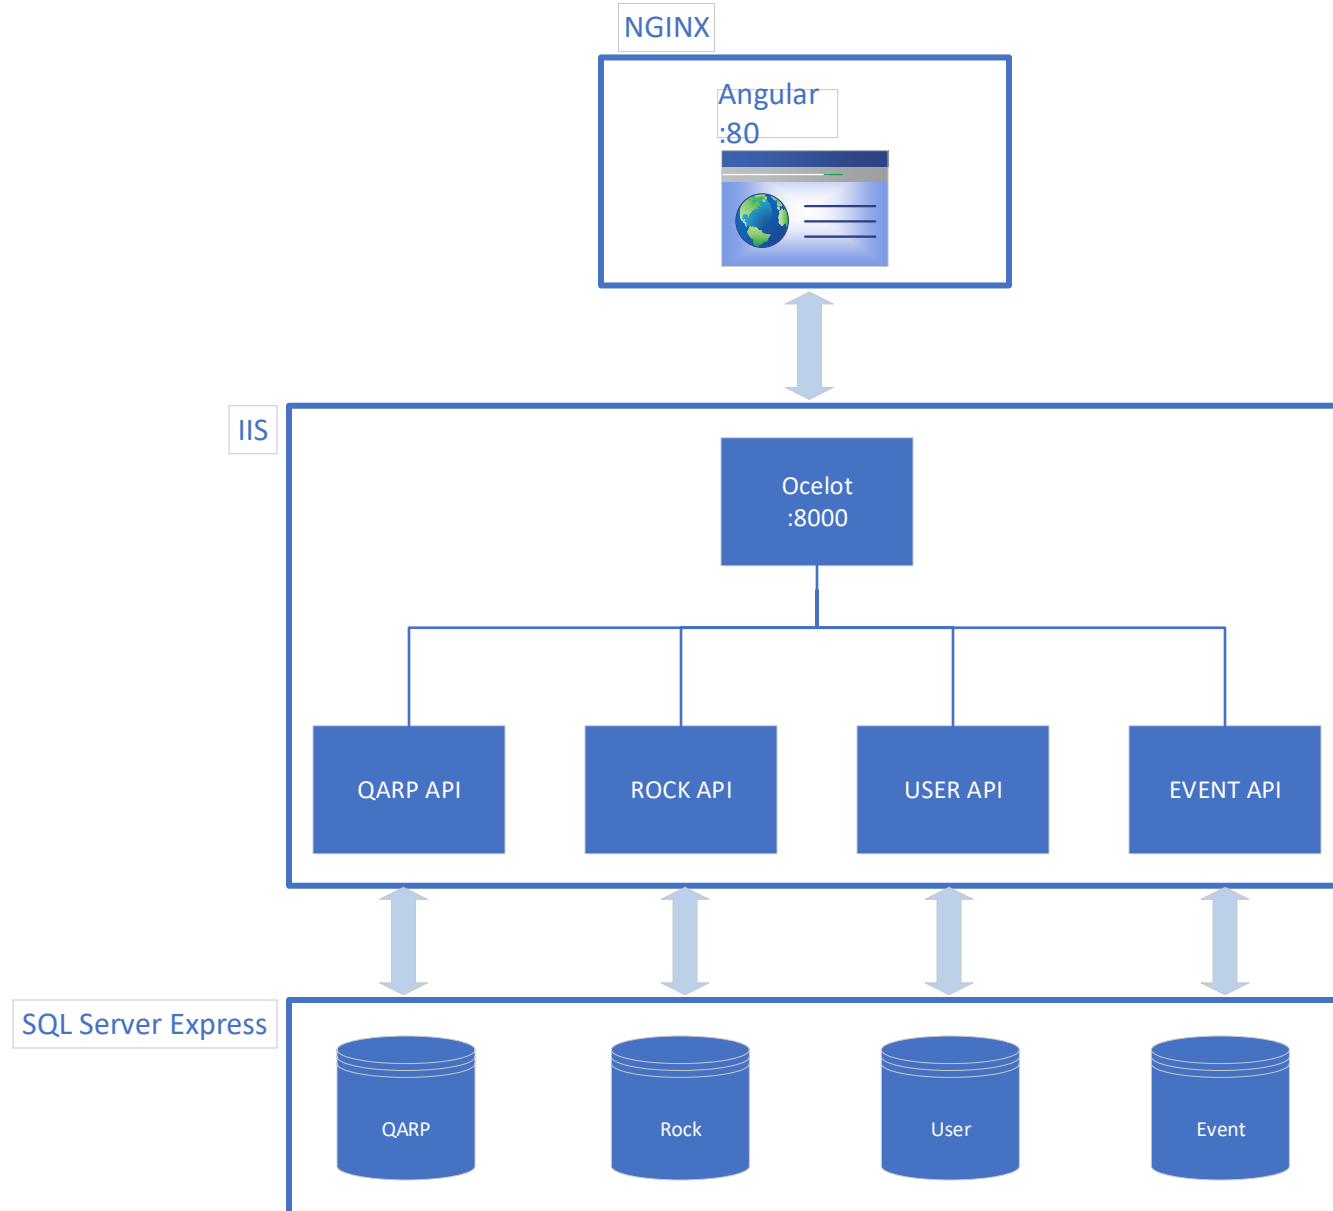 NGINX
Angular
:80
IIS
Ocelot
:8000
QARP API
ROCK API
USER API
EVENT API
SQL Server Express
QARP
Rock
User
Event